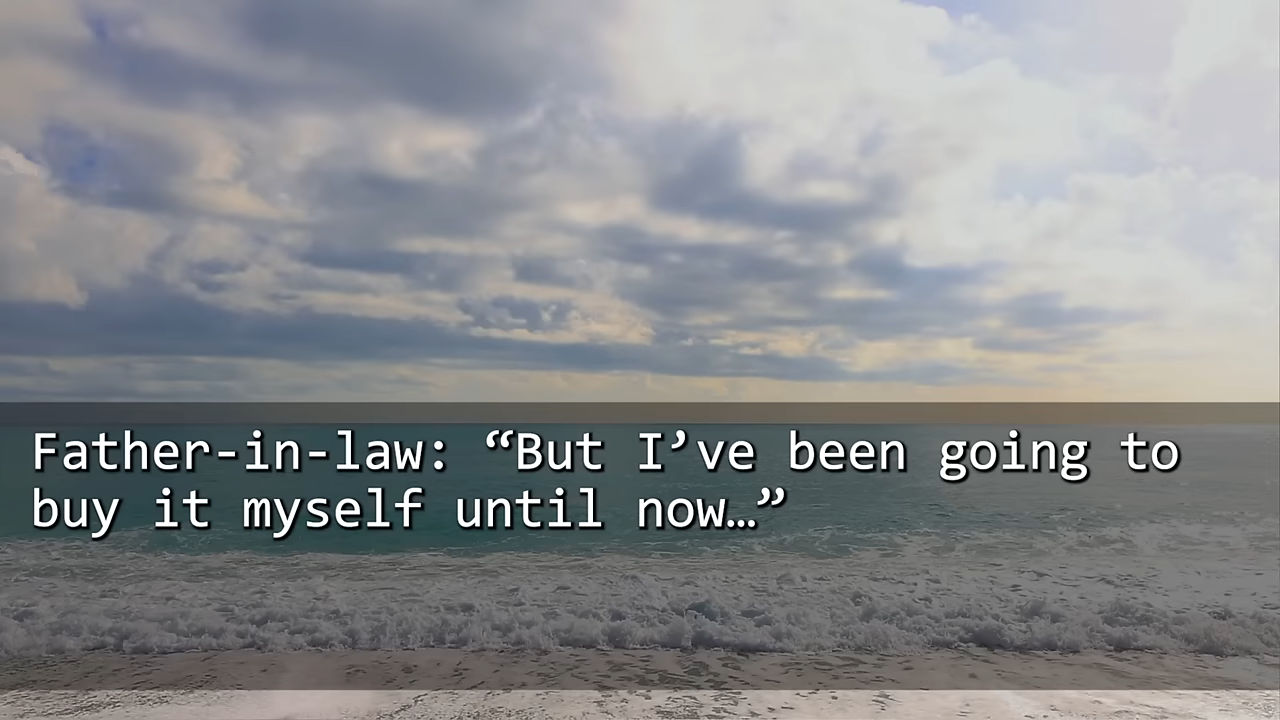 Father-in-law: “But I’ve been going to
buy it myself until now…”